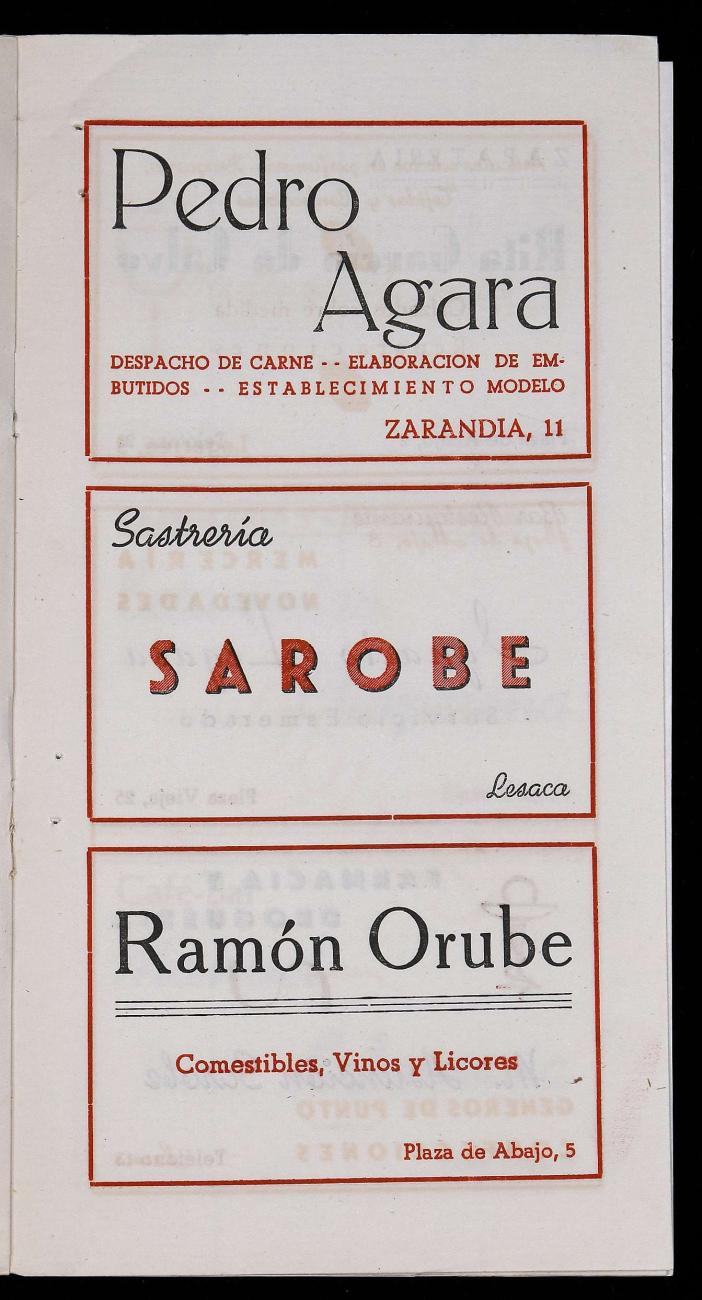 Pedro
Agara
DESPACHO DE CARNE - - ELABORACION DE EM-
BUTIDOS - - ESTABLECIMIENTO MODELO
ZARANDIA, 11
Sastrería
SAROBE
Lesaca
Ramón Orube
Comestibles, Vinos y Licores
Plaza de Abajo, 5